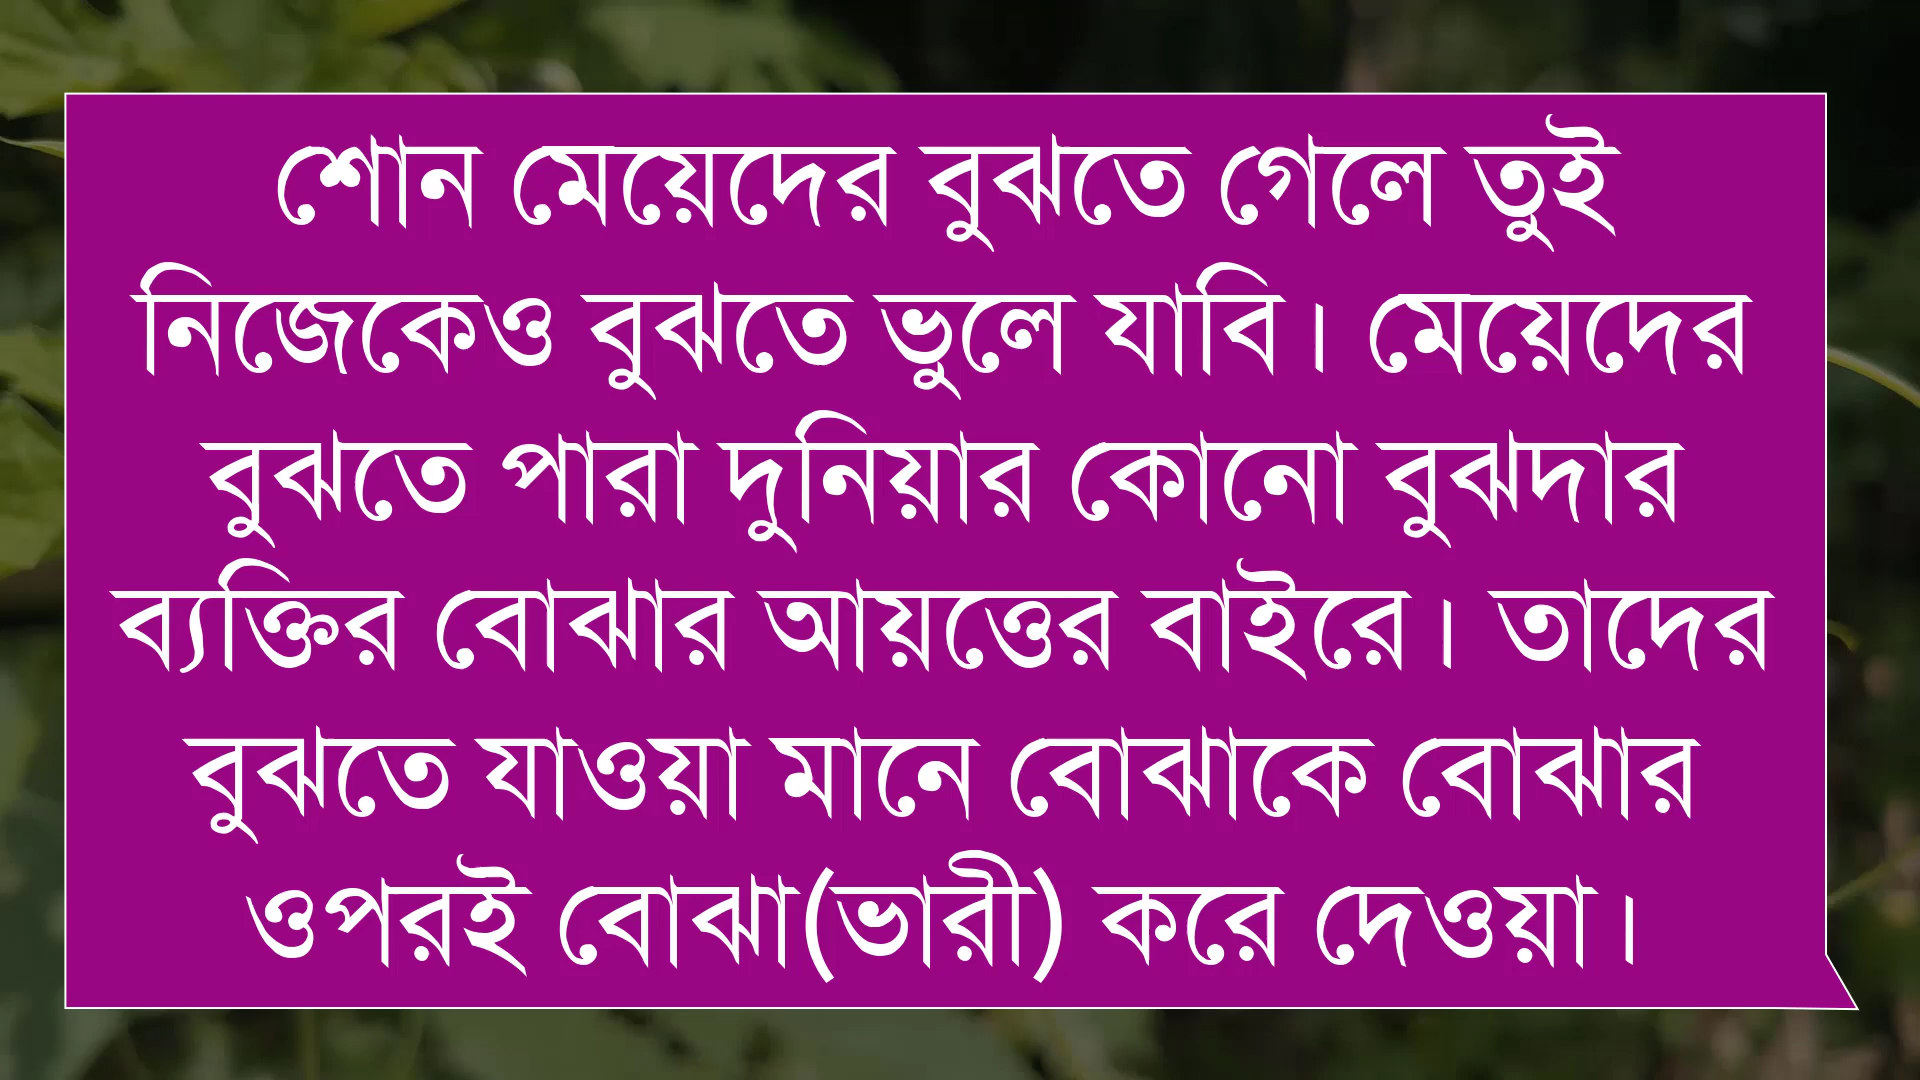 শোন মেয়েদের বুঝতে গেলে তুই
নিজেকেও বুঝতে ভুলে যাবি। মেয়েদের
বুঝতে পারা দুনিয়ার কোনো বুঝদার
ব্যক্তির বোঝার আয়ত্তের বাইরে। তাদের
বুঝতে যাওয়া মানে বোঝাকে বোঝার
ওপরই বোঝা(ভারী) করে দেওয়া।